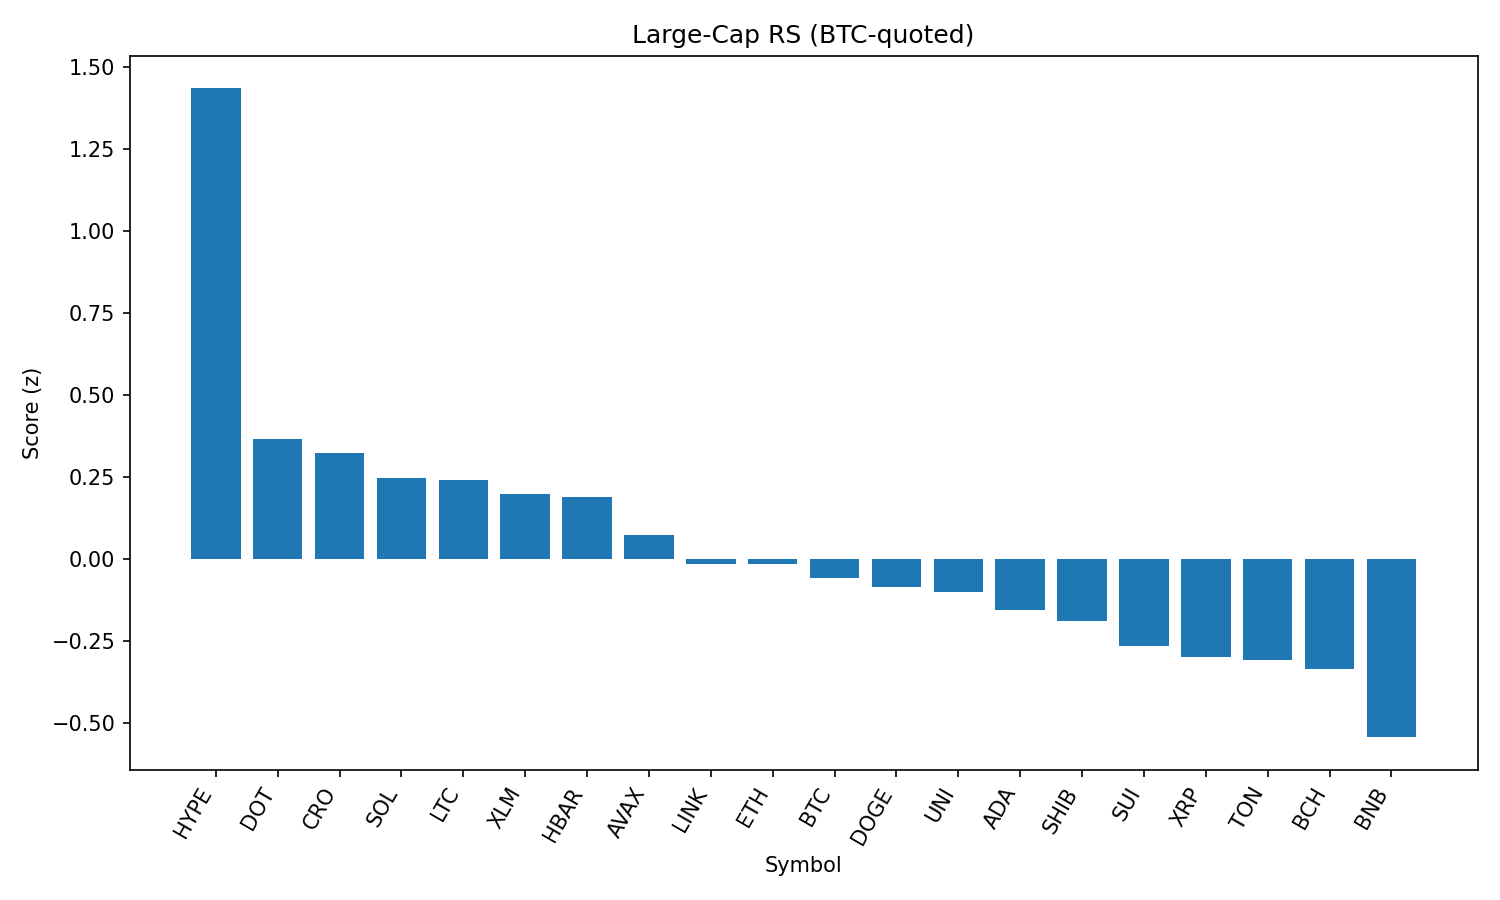 Large-Cap RS (BTC-quoted)
1.50
1.25
1.00
0.75
0.50
0.25
0.00
−0.25
−0.50
Score (z)
HYPE
DOT
CRO
SOL
LTC
XLM
HBAR
AVAX
LINK
ETH
BTC
DOGE
UNI
ADA
SHIB
SUI
XRP
TON
BCH
BNB
Symbol